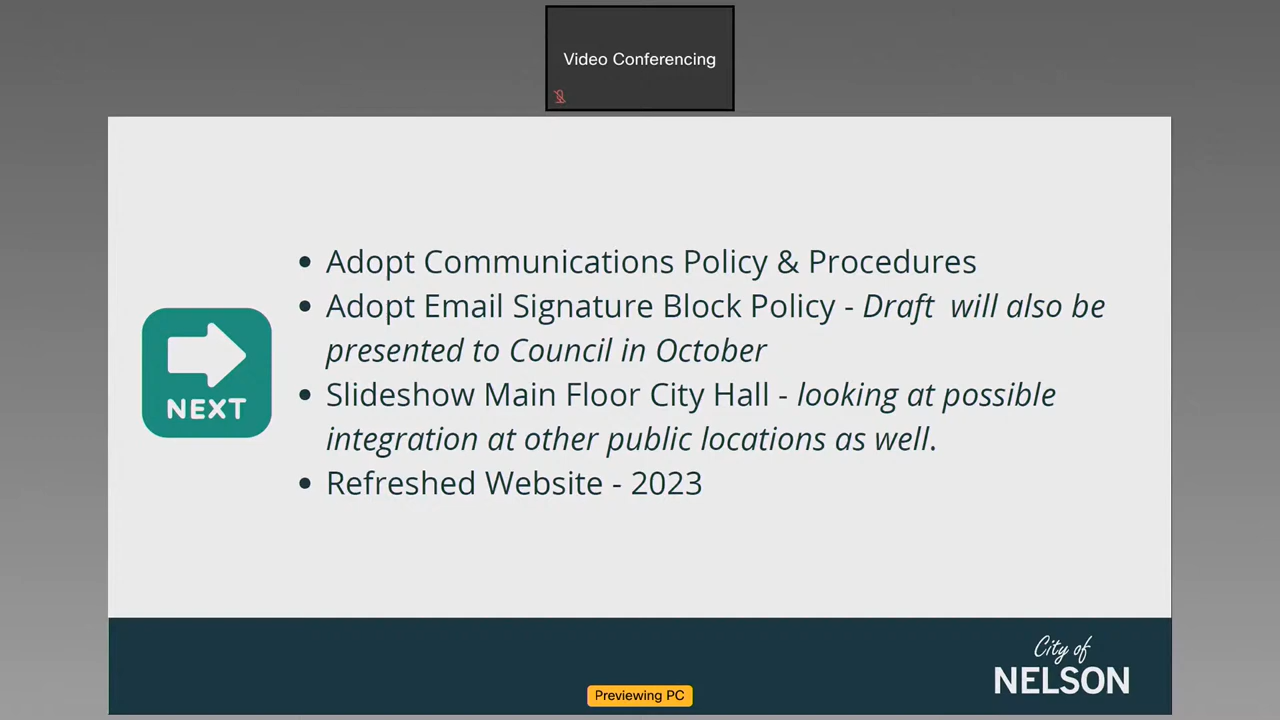 Video Conferencing
• Adopt Communications Policy & Procedures
• Adopt Email Signature Block Policy - Draft  will also be
presented to Council in October
NEXT
• Slideshow Main Floor City Hall - looking at possible
integration at other public locations as well.
• Refreshed Website - 2023
City of
NELSON
Previewing PC